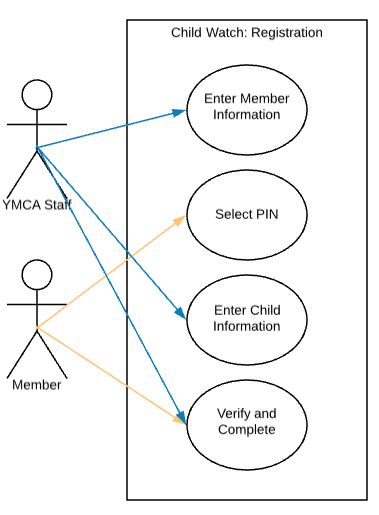 Child Watch: Registration
Enter Member
Information
YMCA Staff
Select PIN
Enter Child
Information
Member
Verify and
Complete